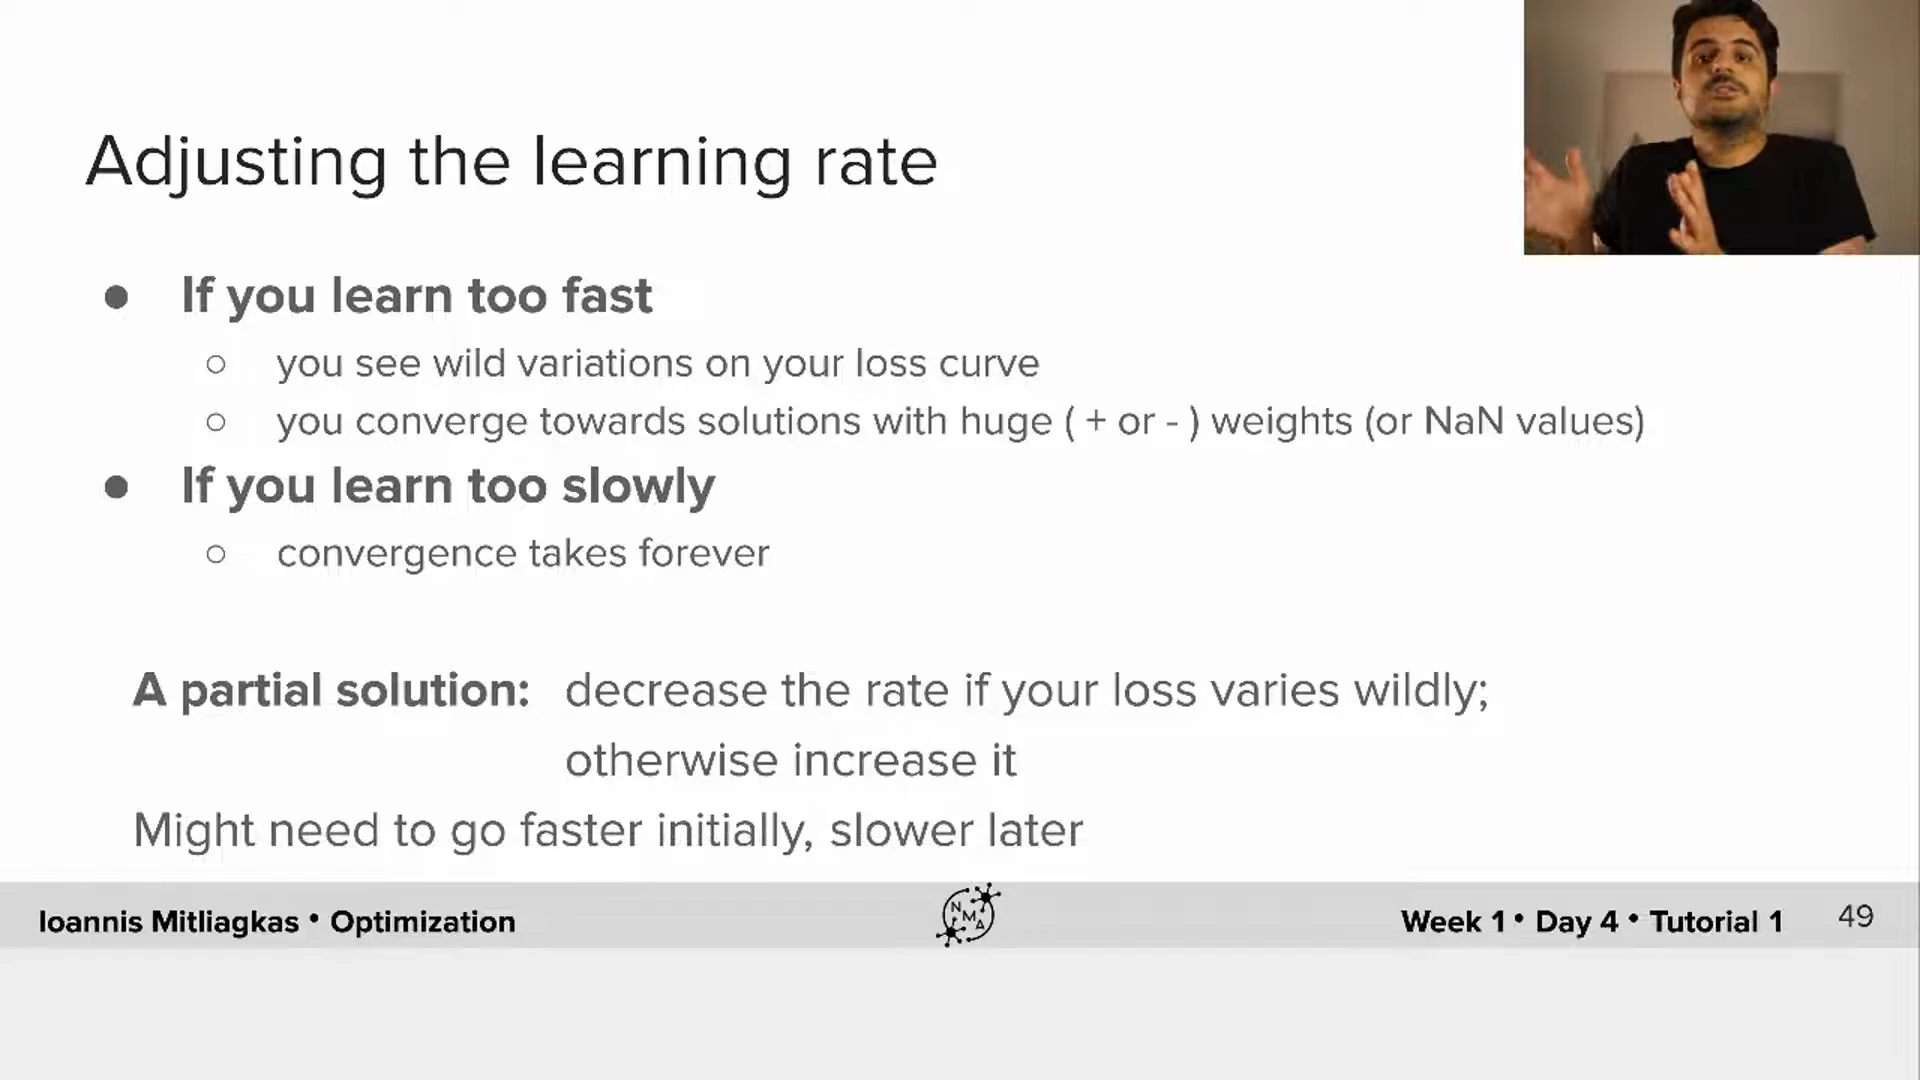 Adjusting the learning rate
● If you learn too fast
○ you see wild variations on your loss curve
○ you converge towards solutions with huge ( + or - ) weights (or NaN values)
● If you learn too slowly
○ convergence takes forever
A partial solution: decrease the rate if your loss varies wildly;
otherwise increase it
Might need to go faster initially, slower later
Ioannis Mitliagkas • Optimization
N M A
Week 1 • Day 4 • Tutorial 1 49